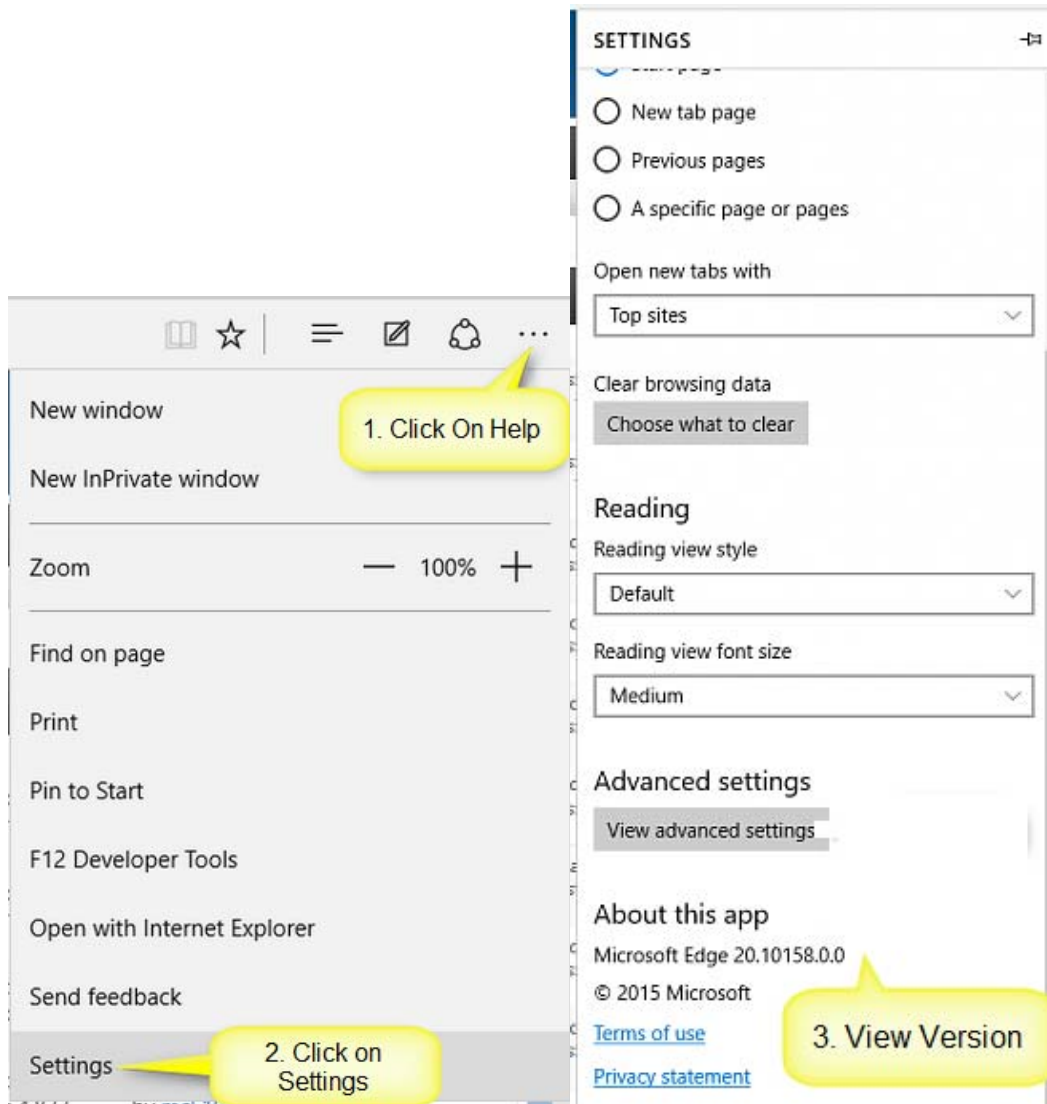 New window
1. Click On Help
New InPrivate window
Zoom
100%
Find on page
Print
Pin to Start
F12 Developer Tools
Open with Internet Explorer
Send feedback
Settings
2. Click on
Settings
SETTINGS
Start page
New tab page
Previous pages
A specific page or pages
Open new tabs with
Top sites
Clear browsing data
Choose what to clear
Reading
Reading view style
Default
Reading view font size
Medium
Advanced settings
View advanced settings
About this app
Microsoft Edge 20.10158.0.0
© 2015 Microsoft
3. View Version
Terms of use
Privacy statement